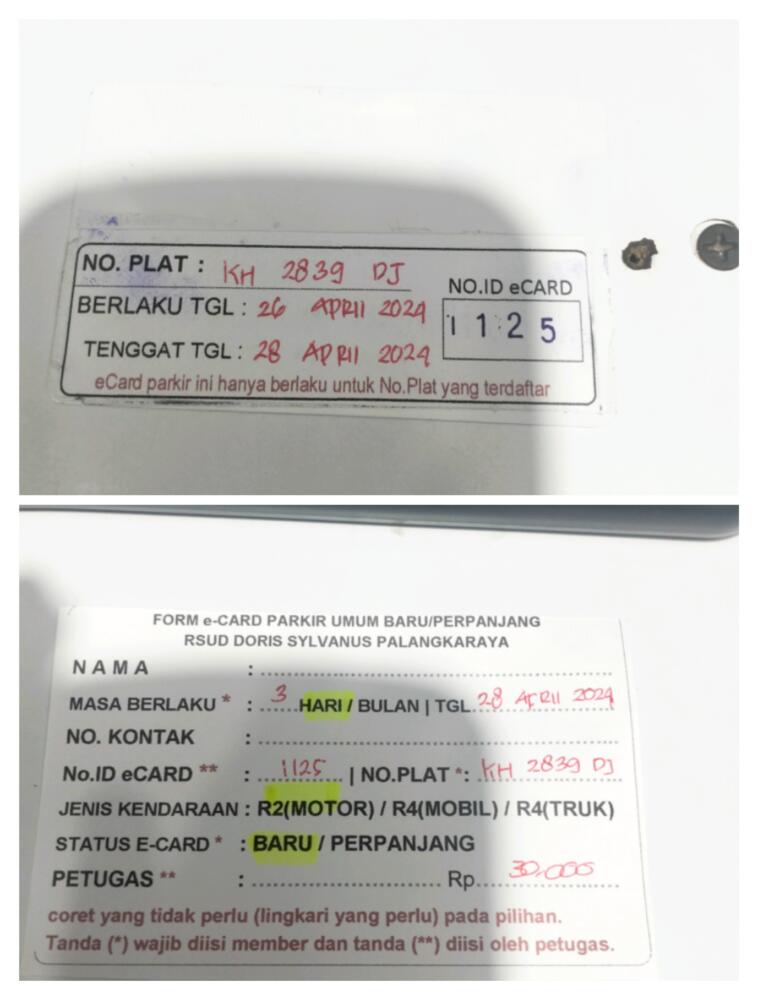 NO. PLAT : KH 2839 DJ
NO.ID eCARD
BERLAKU TGL : 26 APRIl 2024
1125
TENGGAT TGL : 28 APRIl 2024
eCard parkir ini hanya berlaku untuk No.Plat yang terdaftar
FORM e-CARD PARKIR UMUM BARU/PERPANJANG
RSUD DORIS SYLVANUS PALANGKARAYA
NAMA : ..........
MASA BERLAKU * : 3 HARI / BULAN | TGL 28 APRIl 2024
NO. KONTAK : ..........
No.ID eCARD ** : 1125 | NO.PLAT *: KH 2839 DJ
JENIS KENDARAAN : R2(MOTOR) / R4(MOBIL) / R4(TRUK)
STATUS E-CARD * : BARU / PERPANJANG
PETUGAS ** : .......... Rp. 30.000
coret yang tidak perlu (lingkari yang perlu) pada pilihan.
Tanda (*) wajib diisi member dan tanda (**) diisi oleh petugas.